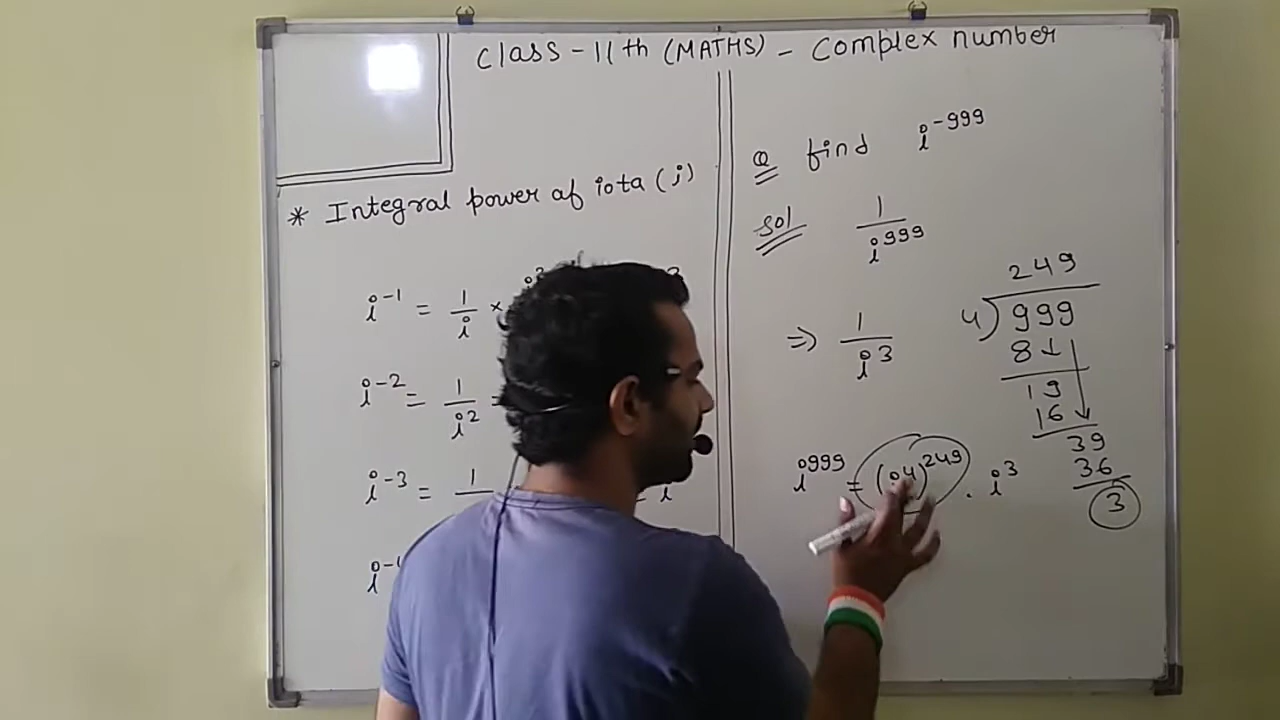 Class - 11th (MATHS) - Complex number
* Integral power of iota (i)
i⁻¹ = 1/i ×
i⁻² = 1/i² =
i⁻³ = 1
Q find i⁻⁹⁹⁹
Sol 1/i⁹⁹⁹
=> 1/i³
i⁹⁹⁹ = (i⁴)²⁴⁹ . i³
249
4) 999
8
19
16
39
36
3